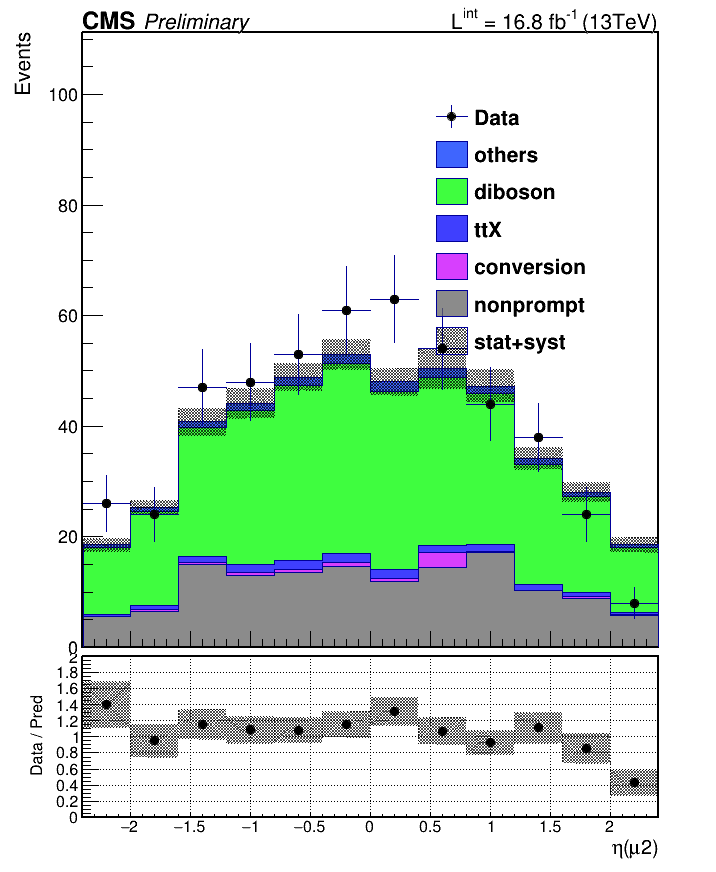 CMS Preliminary
L^int = 16.8 fb^-1 (13TeV)
Events
100
80
60
40
20
0
Data
others
diboson
ttX
conversion
nonprompt
stat+syst
Data / Pred
2
1.8
1.6
1.4
1.2
1
0.8
0.6
0.4
0.2
0
−2 −1.5 −1 −0.5 0 0.5 1 1.5 2
η(μ2)